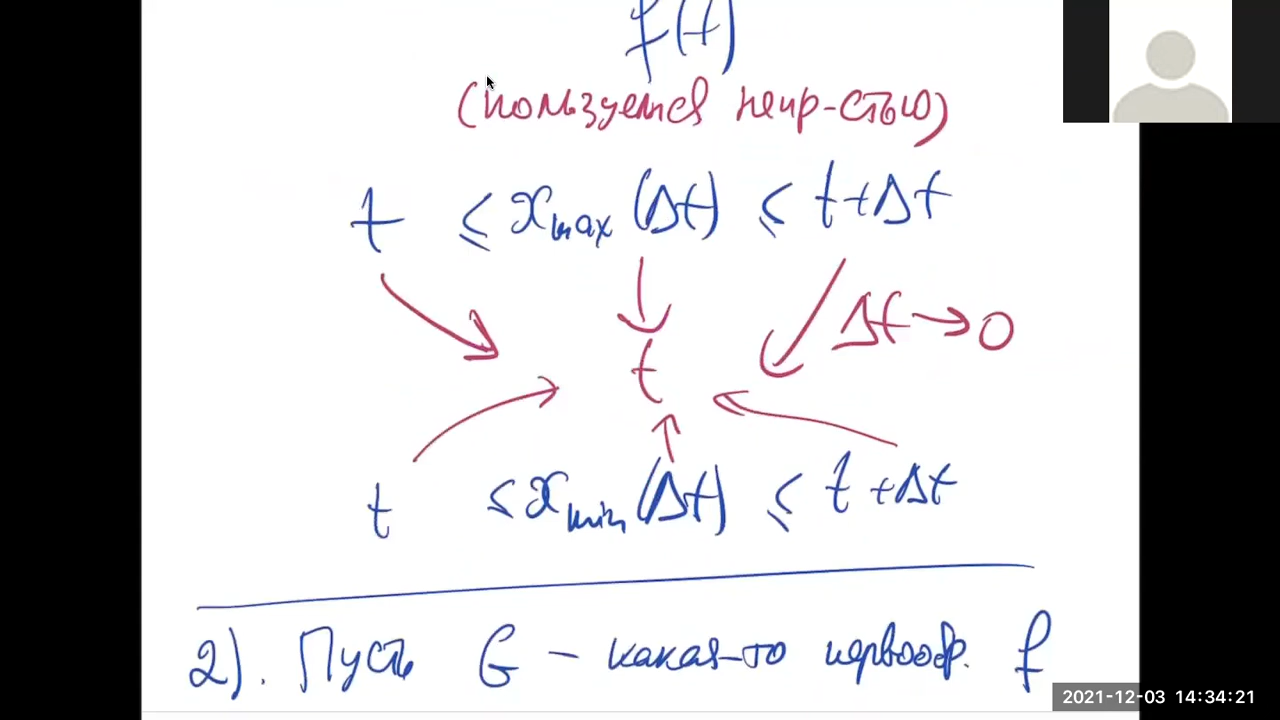 f(t)
(пользуемся непр-стью)
t ≤ x_max (Δt) ≤ t+Δt
Δt→0
t
t ≤ x_min (Δt) ≤ t+Δt
2). Пусть G – какая-то первообр. f
2021-12-03 14:34:21